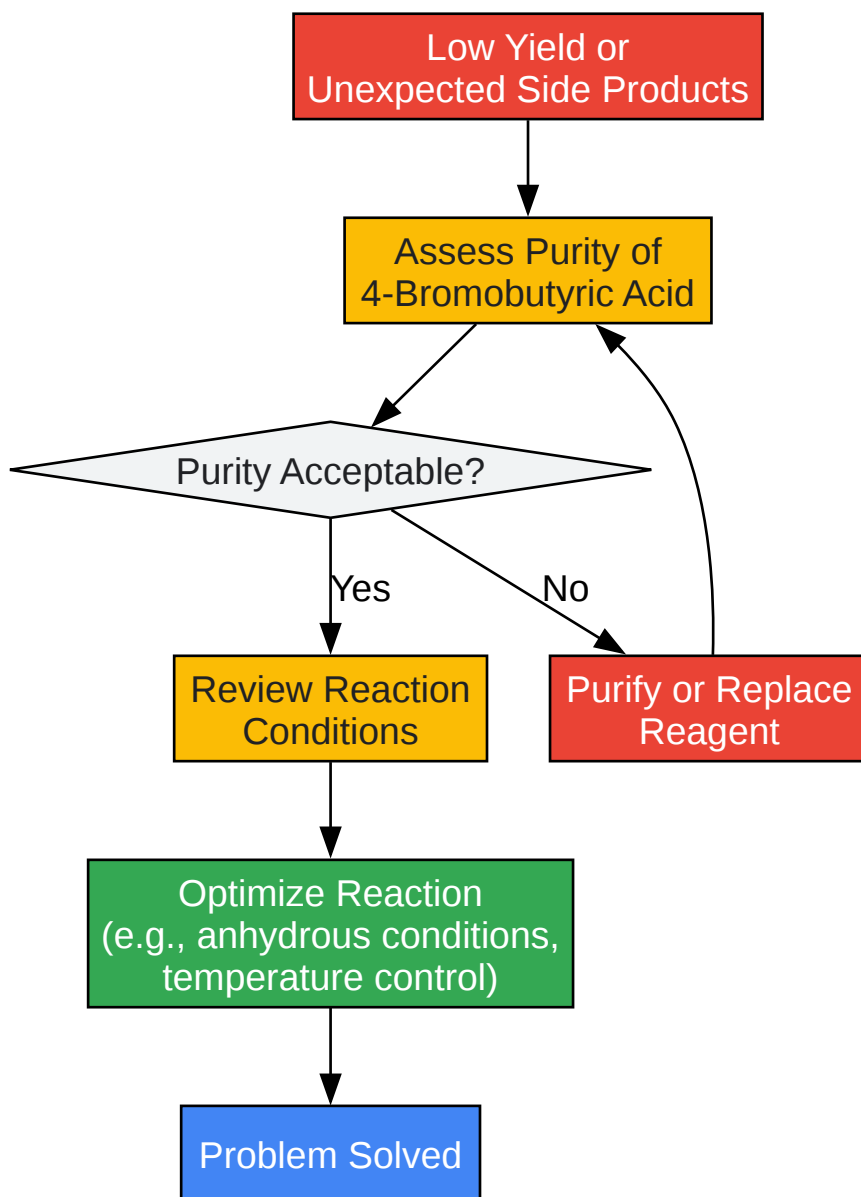 Low Yield or
Unexpected Side Products
Assess Purity of
4-Bromobutyric Acid
Purity Acceptable?
Yes
No
Review Reaction
Conditions
Purify or Replace
Reagent
Optimize Reaction
(e.g., anhydrous conditions,
temperature control)
Problem Solved